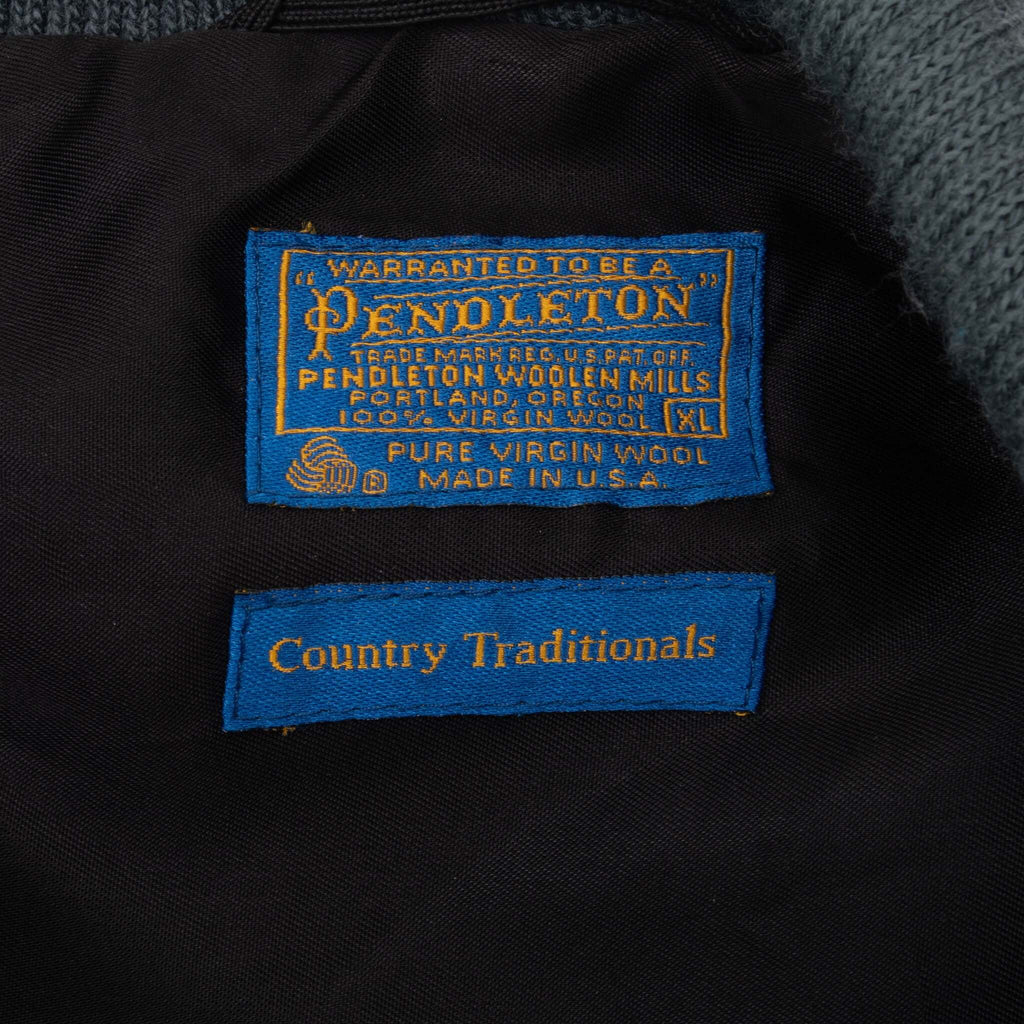 WARRANTED TO BE A
"PENDLETON"
TRADE MARK REG. U.S. PAT. OFF.
PENDLETON WOOLEN MILLS
PORTLAND, OREGON
100% VIRGIN WOOL XL
PURE VIRGIN WOOL
® MADE IN U.S.A.
Country Traditionals